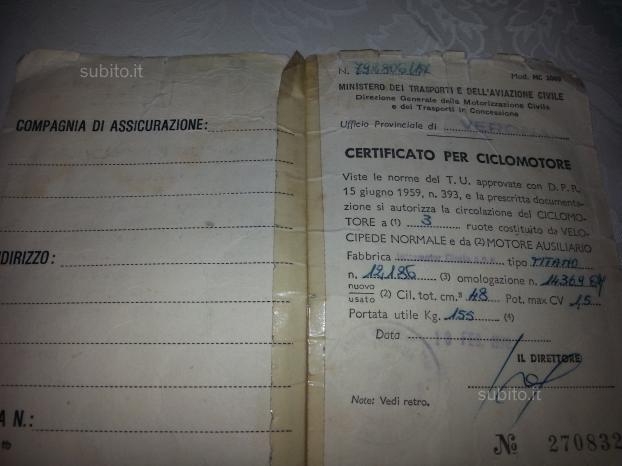 subito.it
COMPAGNIA DI ASSICURAZIONE:
NDIRIZZO:
A N.:
N.
Mod. MC 2069
MINISTERO DEI TRASPORTI E DELL'AVIAZIONE CIVILE
Direzione Generale della Motorizzazione Civile
e dei Trasporti in Concessione
Ufficio Provinciale di
CERTIFICATO PER CICLOMOTORE
Viste le norme del T. U. approvate con D. P. R.
15 giugno 1959, n. 393, e la prescritta documenta-
zione si autorizza la circolazione del CICLOMO-
TORE a (1) 3 ruote costituito da VELO-
CIPEDE NORMALE e da (2) MOTORE AUSILIARIO
Fabbrica tipo TITANO
n. 12.186 (3) omologazione n.
nuovo
usato (2) Cil. tot. cm.³ 48 Pot. max CV 1,5
Portata utile Kg. 155 (4)
Data
IL DIRETTORE
subito.it
Note: Vedi retro.
No 270832